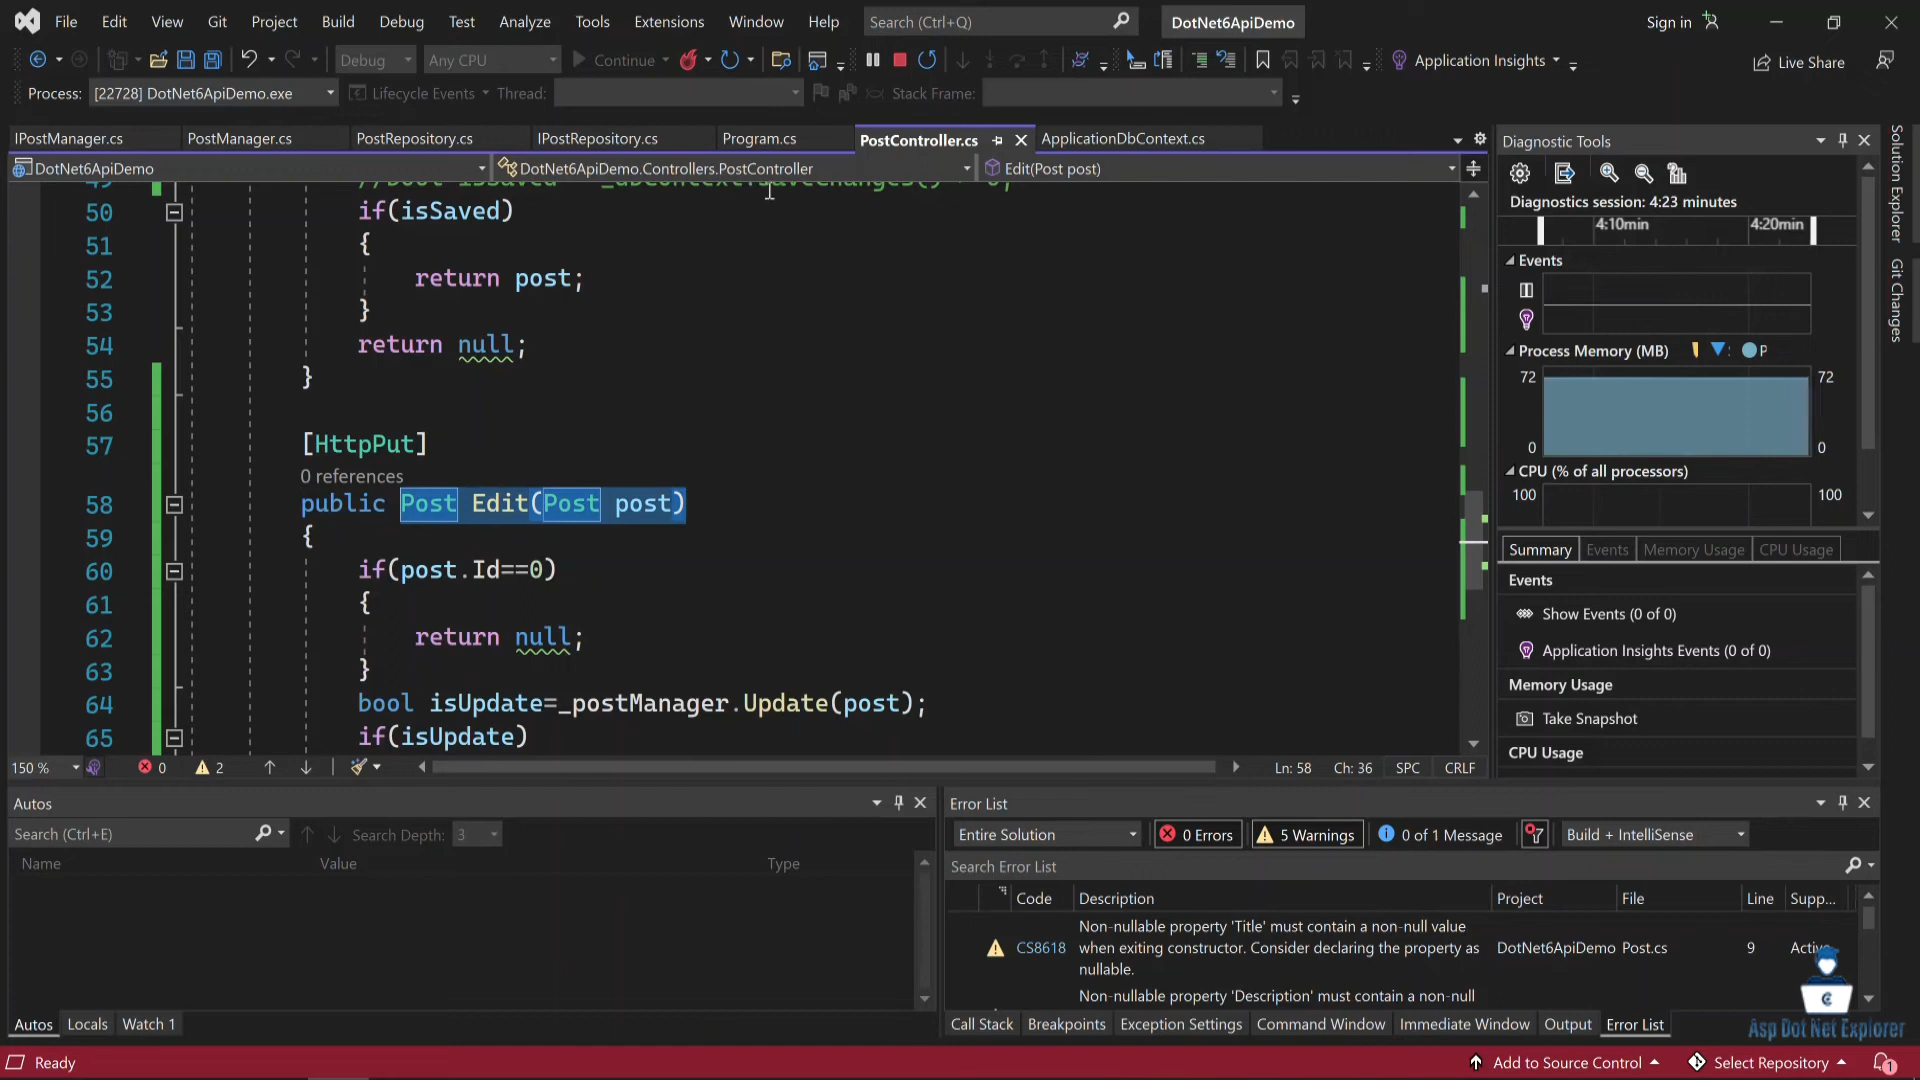 File Edit View Git Project Build Debug Test Analyze Tools Extensions Window Help Search (Ctrl+Q) DotNet6ApiDemo Sign in
Debug Any CPU Continue Application Insights Live Share
Process: [22728] DotNet6ApiDemo.exe Lifecycle Events Thread: Stack Frame:
IPostManager.cs PostManager.cs PostRepository.cs IPostRepository.cs Program.cs PostController.cs ApplicationDbContext.cs
DotNet6ApiDemo DotNet6ApiDemo.Controllers.PostController Edit(Post post)
50 if(isSaved)
51 {
52 return post;
53 }
54 return null;
55 }
56
57 [HttpPut]
0 references
58 public Post Edit(Post post)
59 {
60 if(post.Id==0)
61 {
62 return null;
63 }
64 bool isUpdate=_postManager.Update(post);
65 if(isUpdate)
150 % 0 2 Ln: 58 Ch: 36 SPC CRLF
Diagnostic Tools
Diagnostics session: 4:23 minutes
4:10min 4:20min
Events
Process Memory (MB) P
72 72
0 0
CPU (% of all processors)
100 100
Summary Events Memory Usage CPU Usage
Events
Show Events (0 of 0)
Application Insights Events (0 of 0)
Memory Usage
Take Snapshot
CPU Usage
Solution Explorer
Git Changes
Autos
Search (Ctrl+E) Search Depth: 3
Name Value Type
Autos Locals Watch 1
Error List
Entire Solution 0 Errors 5 Warnings 0 of 1 Message Build + IntelliSense
Search Error List
Code Description Project File Line Supp...
CS8618 Non-nullable property 'Title' must contain a non-null value
when exiting constructor. Consider declaring the property as DotNet6ApiDemo Post.cs 9
nullable.
Non-nullable property 'Description' must contain a non-null
Call Stack Breakpoints Exception Settings Command Window Immediate Window Output Error List
Asp Dot Net Explorer
Ready Add to Source Control Select Repository 1